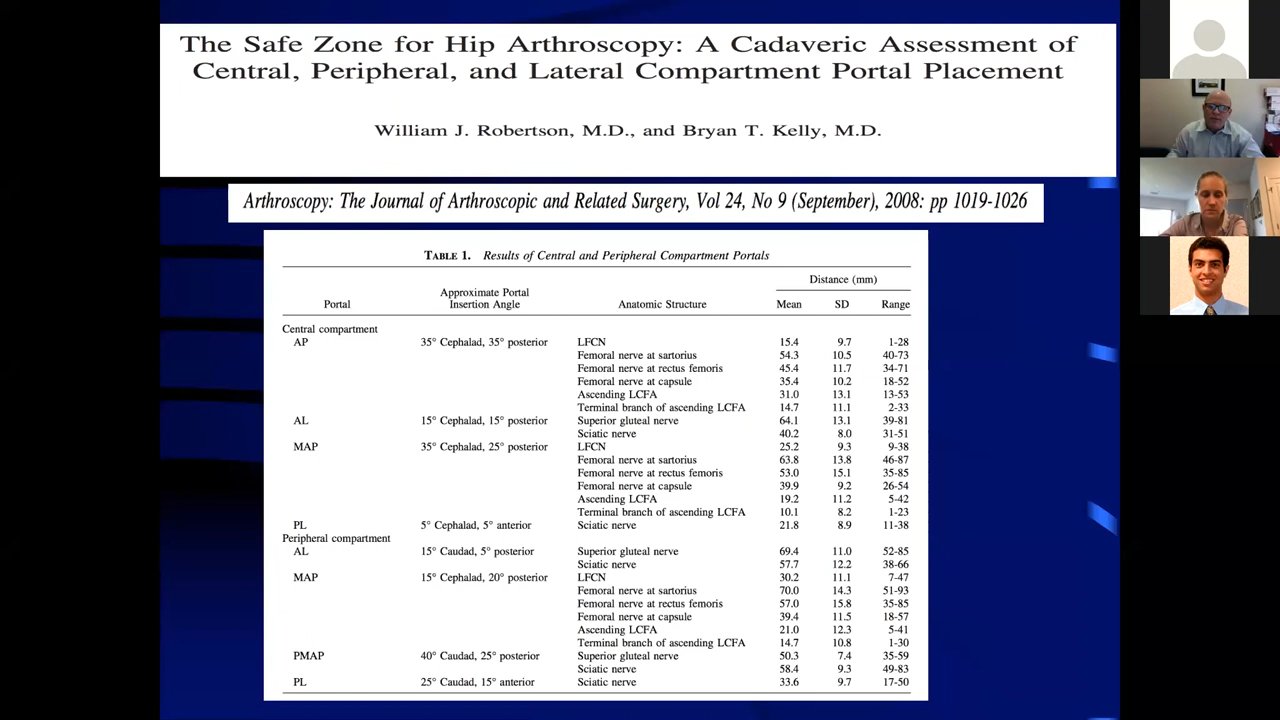 The Safe Zone for Hip Arthroscopy: A Cadaveric Assessment of
Central, Peripheral, and Lateral Compartment Portal Placement
William J. Robertson, M.D., and Bryan T. Kelly, M.D.
Arthroscopy: The Journal of Arthroscopic and Related Surgery, Vol 24, No 9 (September), 2008: pp 1019-1026
TABLE 1. Results of Central and Peripheral Compartment Portals
Distance (mm)
Approximate Portal
Portal Insertion Angle Anatomic Structure Mean SD Range
Central compartment
AP 35° Cephalad, 35° posterior LFCN 15.4 9.7 1-28
Femoral nerve at sartorius 54.3 10.5 40-73
Femoral nerve at rectus femoris 45.4 11.7 34-71
Femoral nerve at capsule 35.4 10.2 18-52
Ascending LCFA 31.0 13.1 13-53
Terminal branch of ascending LCFA 14.7 11.1 2-33
AL 15° Cephalad, 15° posterior Superior gluteal nerve 64.1 13.1 39-81
Sciatic nerve 40.2 8.0 31-51
MAP 35° Cephalad, 25° posterior LFCN 25.2 9.3 9-38
Femoral nerve at sartorius 63.8 13.8 46-87
Femoral nerve at rectus femoris 53.0 15.1 35-85
Femoral nerve at capsule 39.9 9.2 26-54
Ascending LCFA 19.2 11.2 5-42
Terminal branch of ascending LCFA 10.1 8.2 1-23
PL 5° Cephalad, 5° anterior Sciatic nerve 21.8 8.9 11-38
Peripheral compartment
AL 15° Caudad, 5° posterior Superior gluteal nerve 69.4 11.0 52-85
Sciatic nerve 57.7 12.2 38-66
MAP 15° Cephalad, 20° posterior LFCN 30.2 11.1 7-47
Femoral nerve at sartorius 70.0 14.3 51-93
Femoral nerve at rectus femoris 57.0 15.8 35-85
Femoral nerve at capsule 39.4 11.5 18-57
Ascending LCFA 21.0 12.3 5-41
Terminal branch of ascending LCFA 14.7 10.8 1-30
PMAP 40° Caudad, 25° posterior Superior gluteal nerve 50.3 7.4 35-59
Sciatic nerve 58.4 9.3 49-83
PL 25° Caudad, 15° anterior Sciatic nerve 33.6 9.7 17-50